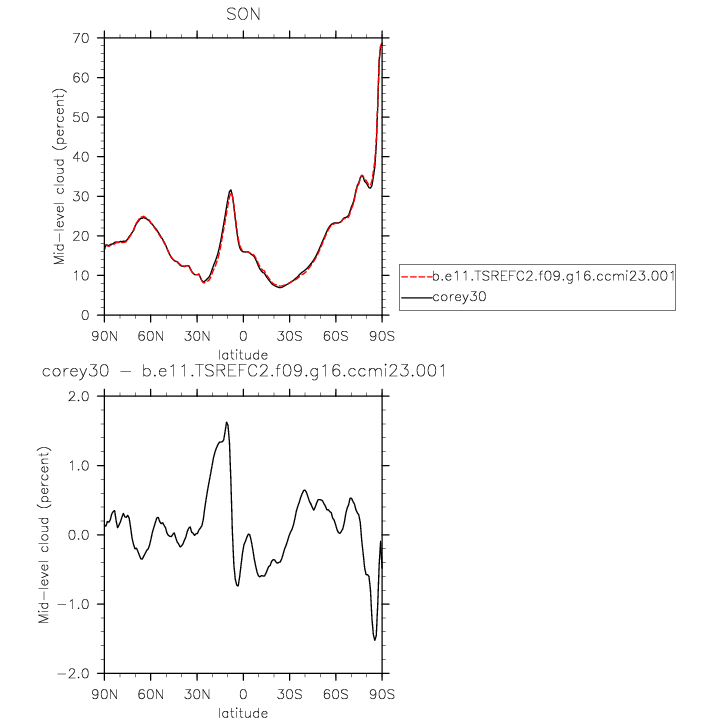 SON
Mid-level cloud (percent)
70
60
50
40
30
20
10
0
90N 60N 30N 0 30S 60S 90S
latitude
b.e11.TSREFC2.f09.g16.ccmi23.001
corey30
corey30 - b.e11.TSREFC2.f09.g16.ccmi23.001
Mid-level cloud (percent)
2.0
1.0
0.0
-1.0
-2.0
90N 60N 30N 0 30S 60S 90S
latitude